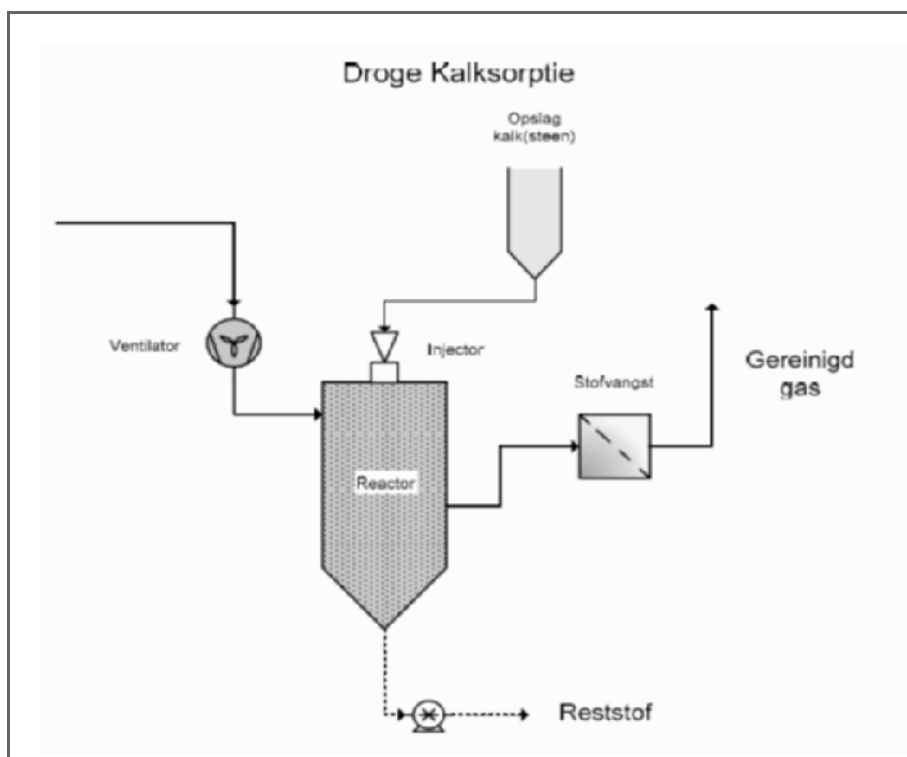 Droge Kalksorptie
Opslag
kalk(steen)
Ventilator
Injector
Stofvangst
Gereinigd
gas
Reactor
Reststof